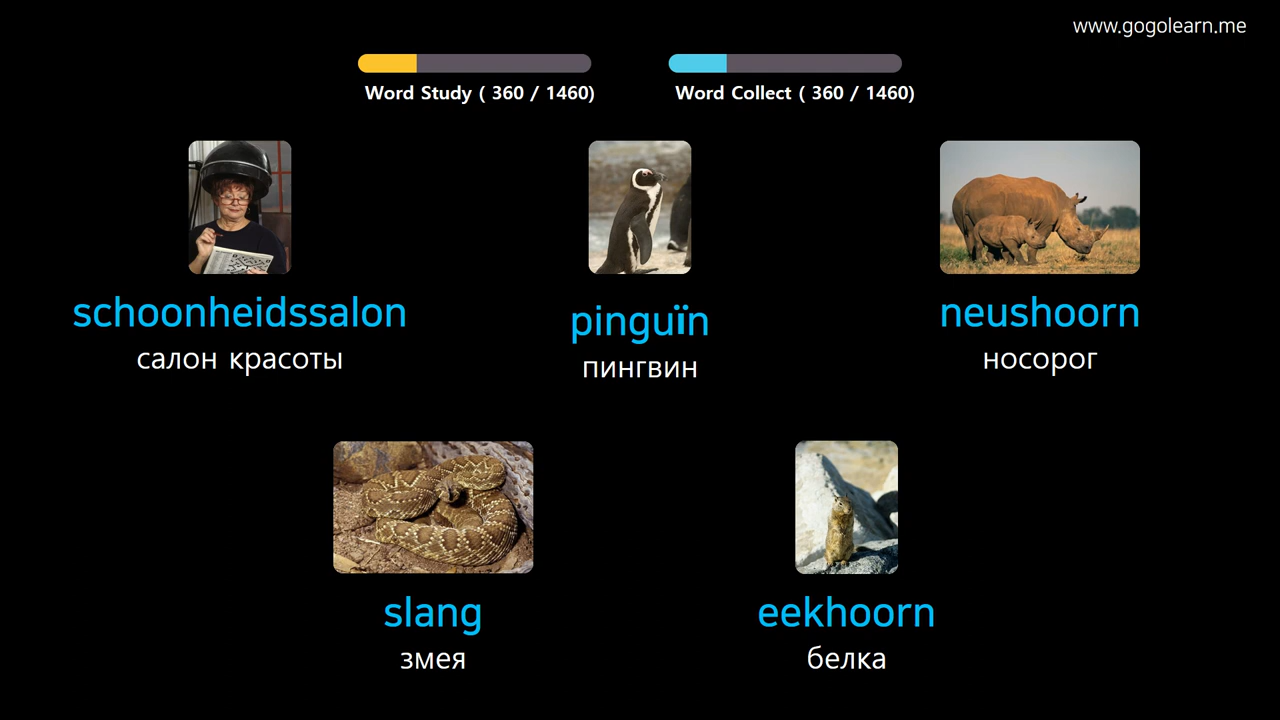 www.gogolearn.me
Word Study ( 360 / 1460)
Word Collect ( 360 / 1460)
schoonheidssalon
салон красоты
pinguïn
пингвин
neushoorn
носорог
slang
змея
eekhoorn
белка